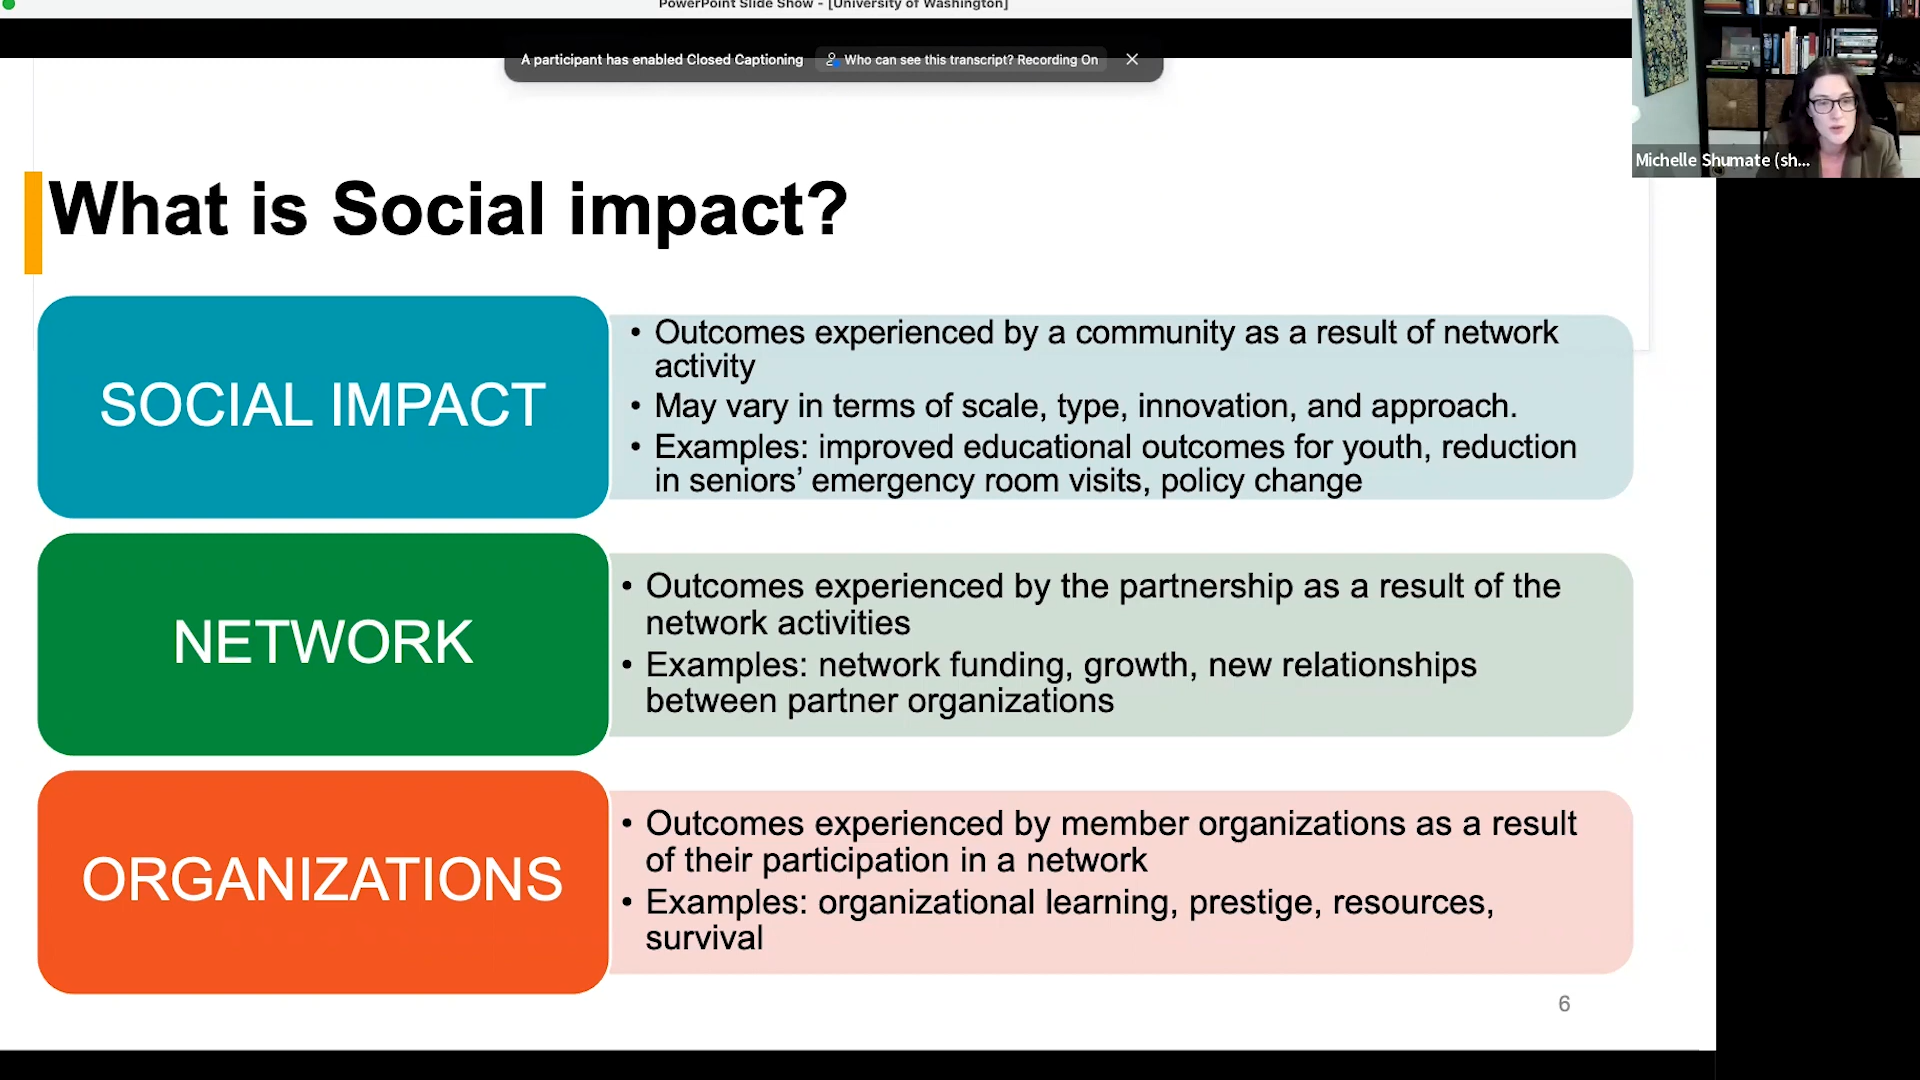 PowerPoint Slide Show - [University of Washington]
A participant has enabled Closed Captioning
Who can see this transcript? Recording On
Michelle Shumate (sh...
What is Social impact?
SOCIAL IMPACT
• Outcomes experienced by a community as a result of network
activity
• May vary in terms of scale, type, innovation, and approach.
• Examples: improved educational outcomes for youth, reduction
in seniors’ emergency room visits, policy change
NETWORK
• Outcomes experienced by the partnership as a result of the
network activities
• Examples: network funding, growth, new relationships
between partner organizations
ORGANIZATIONS
• Outcomes experienced by member organizations as a result
of their participation in a network
• Examples: organizational learning, prestige, resources,
survival
6